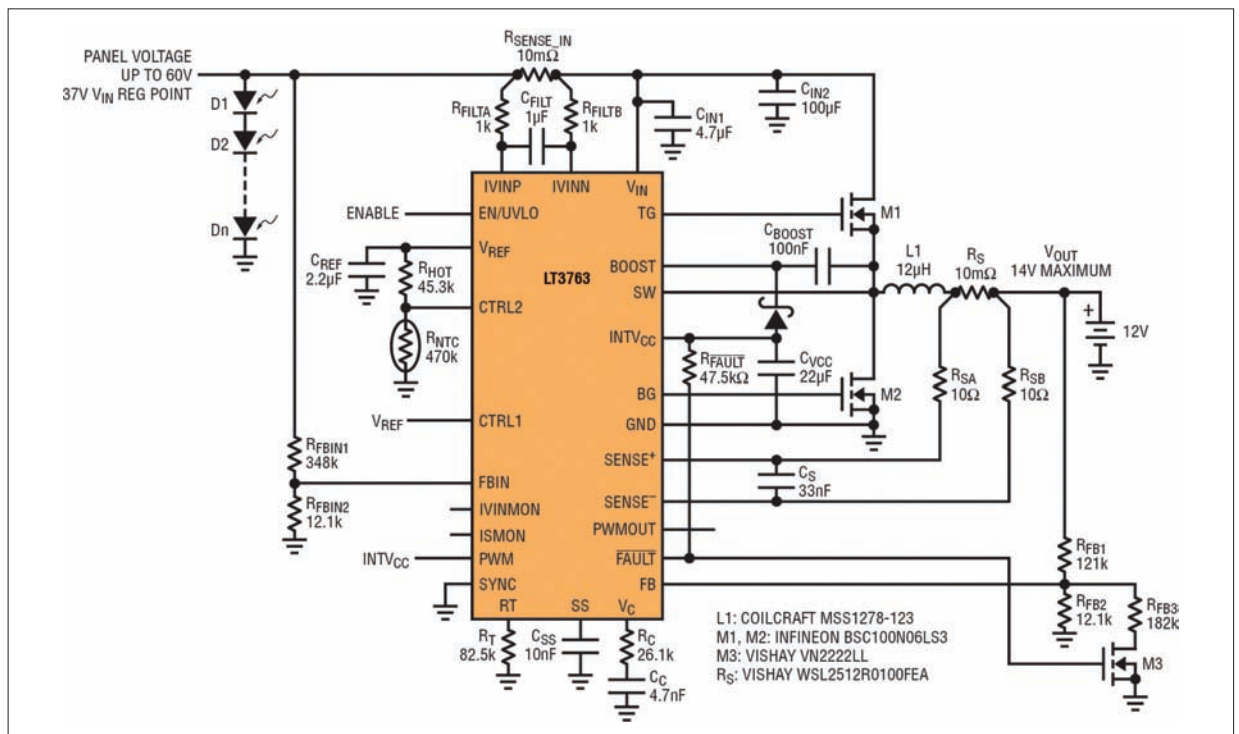 PANEL VOLTAGE
UP TO 60V
37V VIN REG POINT
D1
D2
Dn
RSENSE_IN
10mΩ
RFILTA
1k
CFILT
1µF
RFILTB
1k
CIN1
4.7µF
CIN2
100µF
IVINP
IVINN
VIN
ENABLE
EN/UVLO
TG
M1
CREF
2.2µF
VREF
RHOT
45.3k
CTRL2
RNTC
470k
LT3763
BOOST
CBOOST
100nF
SW
L1
12µH
RS
10mΩ
VOUT
14V MAXIMUM
+
12V
INTVCC
RFAULT
47.5kΩ
CVCC
22µF
BG
M2
GND
RSA
10Ω
RSB
10Ω
VREF
CTRL1
SENSE+
CS
33nF
SENSE–
RFBIN1
348k
FBIN
RFBIN2
12.1k
IVINMON
ISMON
PWMOUT
INTVCC
PWM
FAULT
SYNC
FB
RFB1
121k
RFB2
12.1k
RFB3
182k
M3
RT
SS
VC
RT
82.5k
CSS
10nF
RC
26.1k
CC
4.7nF
L1: COILCRAFT MSS1278-123
M1, M2: INFINEON BSC100N06LS3
M3: VISHAY VN2222LL
RS: VISHAY WSL2512R0100FEA